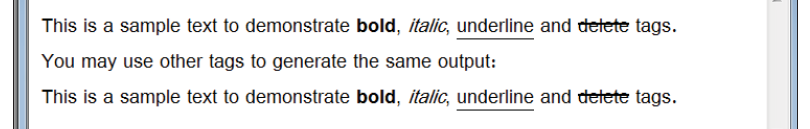 This is a sample text to demonstrate bold, italic, underline and delete tags.
You may use other tags to generate the same output:
This is a sample text to demonstrate bold, italic, underline and delete tags.